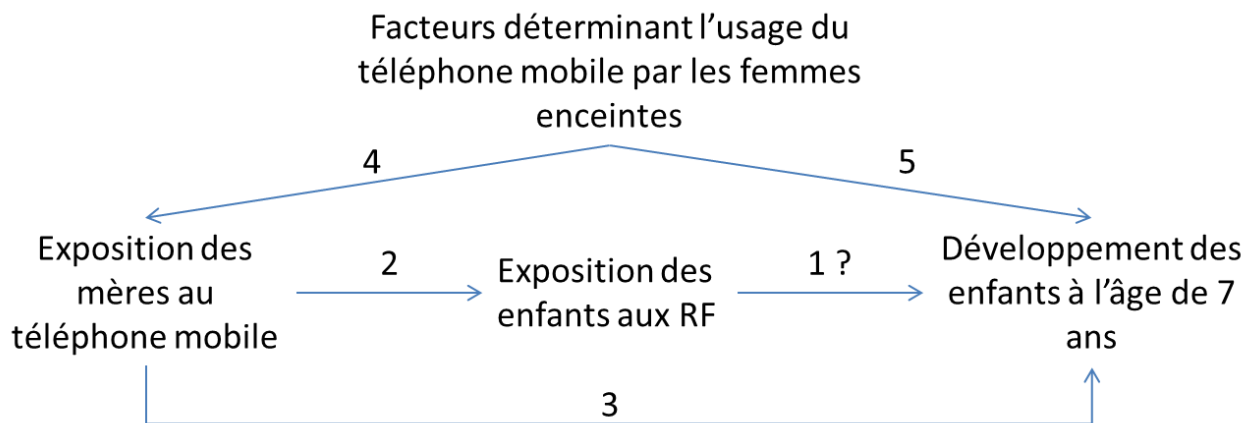 Facteurs déterminant l’usage du
téléphone mobile par les femmes
enceintes
4
5
Exposition des
mères au
téléphone mobile
2
Exposition des
enfants aux RF
1 ?
Développement des
enfants à l’âge de 7
ans
3